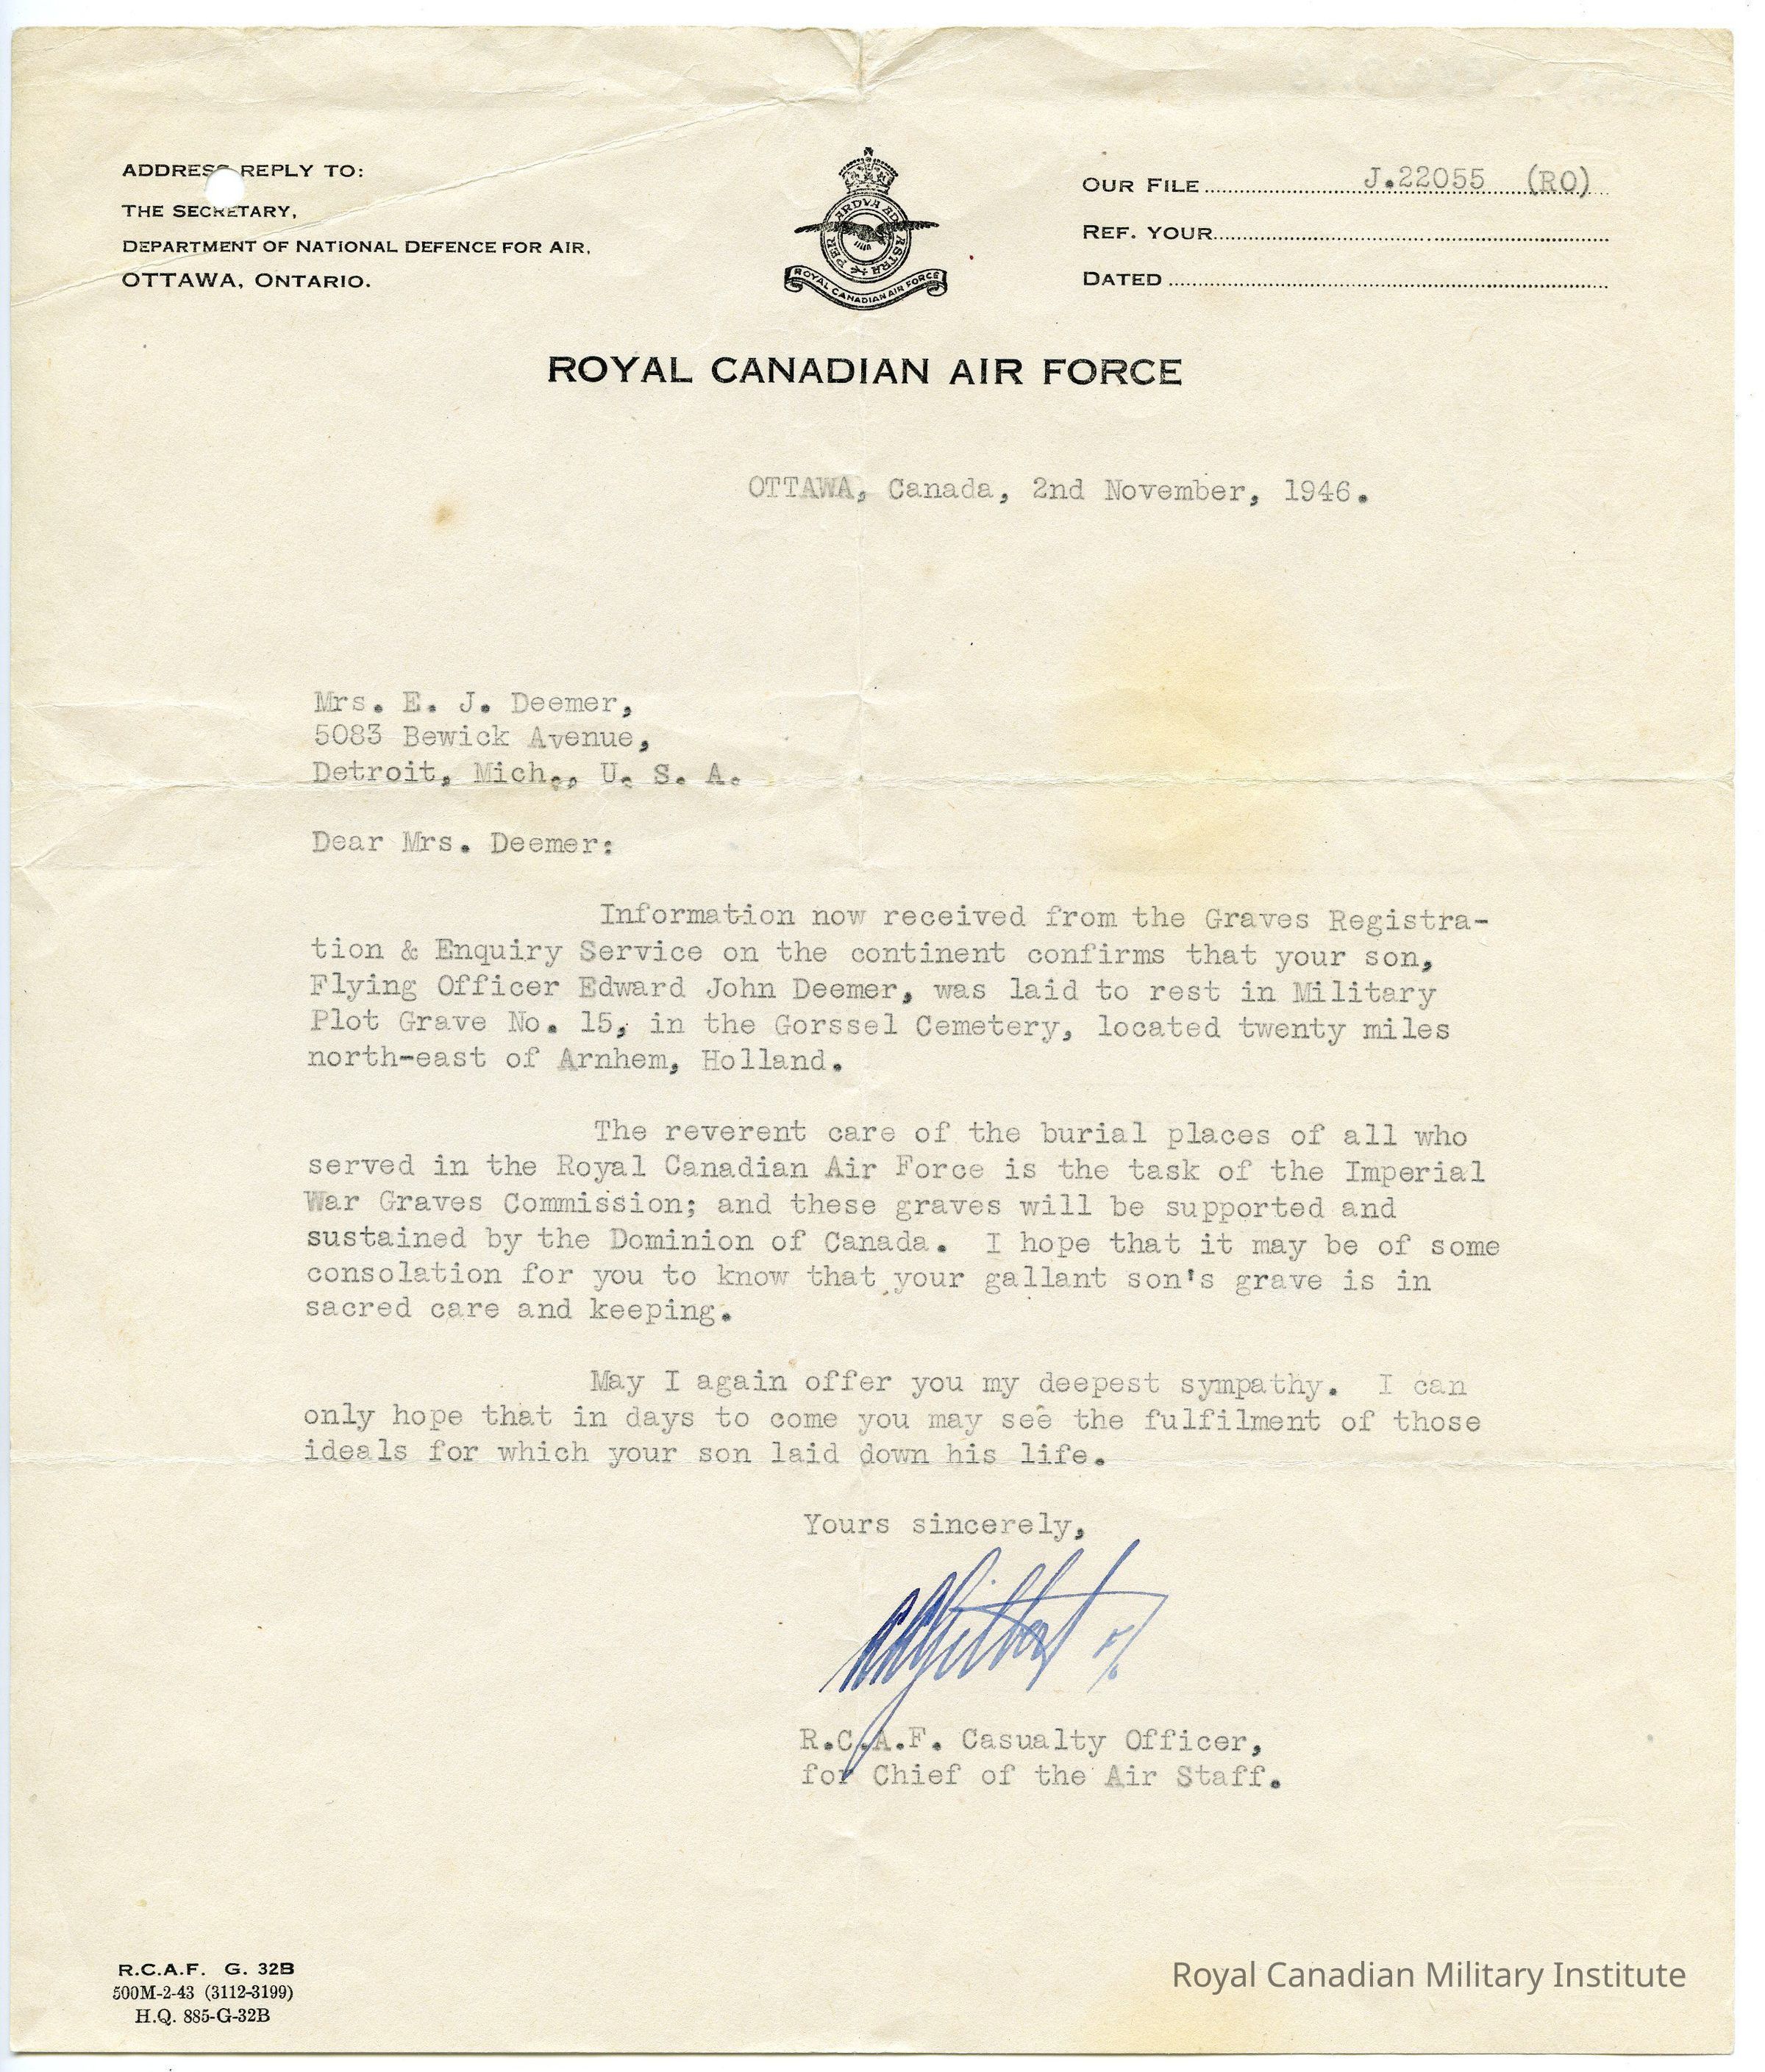 ADDRESS REPLY TO:
THE SECRETARY,
DEPARTMENT OF NATIONAL DEFENCE FOR AIR,
OTTAWA, ONTARIO.
PER ARDVA AD ASTRA
ROYAL CANADIAN AIR FORCE
OUR FILE J.22055 (RO)
REF. YOUR
DATED
ROYAL CANADIAN AIR FORCE
OTTAWA, Canada, 2nd November, 1946.
Mrs. E. J. Deemer,
5083 Bewick Avenue,
Detroit, Mich., U. S. A.
Dear Mrs. Deemer:
Information now received from the Graves Registra-
tion & Enquiry Service on the continent confirms that your son,
Flying Officer Edward John Deemer, was laid to rest in Military
Plot Grave No. 15, in the Gorssel Cemetery, located twenty miles
north-east of Arnhem, Holland.
The reverent care of the burial places of all who
served in the Royal Canadian Air Force is the task of the Imperial
War Graves Commission; and these graves will be supported and
sustained by the Dominion of Canada. I hope that it may be of some
consolation for you to know that your gallant son's grave is in
sacred care and keeping.
May I again offer you my deepest sympathy. I can
only hope that in days to come you may see the fulfilment of those
ideals for which your son laid down his life.
Yours sincerely,
R.C.A.F. Casualty Officer,
for Chief of the Air Staff.
R.C.A.F. G. 32B
500M-2-43 (3112-3199)
H.Q. 885-G-32B
Royal Canadian Military Institute